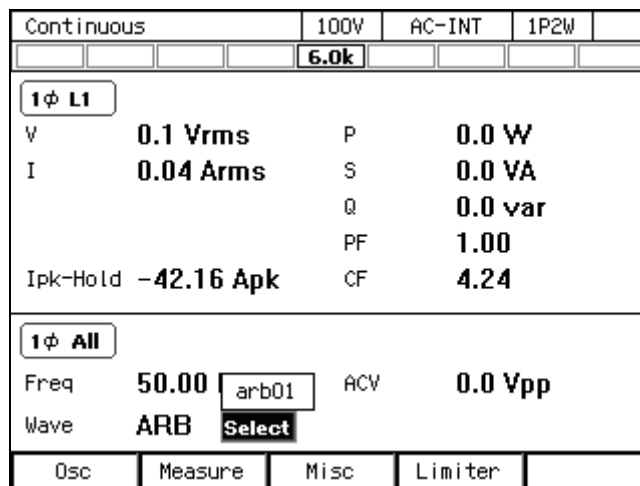 Continuous 100V AC-INT 1P2W
6.0k
1ϕ L1
V 0.1 Vrms P 0.0 W
I 0.04 Arms S 0.0 VA
Q 0.0 var
PF 1.00
Ipk-Hold -42.16 Apk CF 4.24
1ϕ All
Freq 50.00 arb01 ACV 0.0 Vpp
Wave ARB Select
Osc Measure Misc Limiter